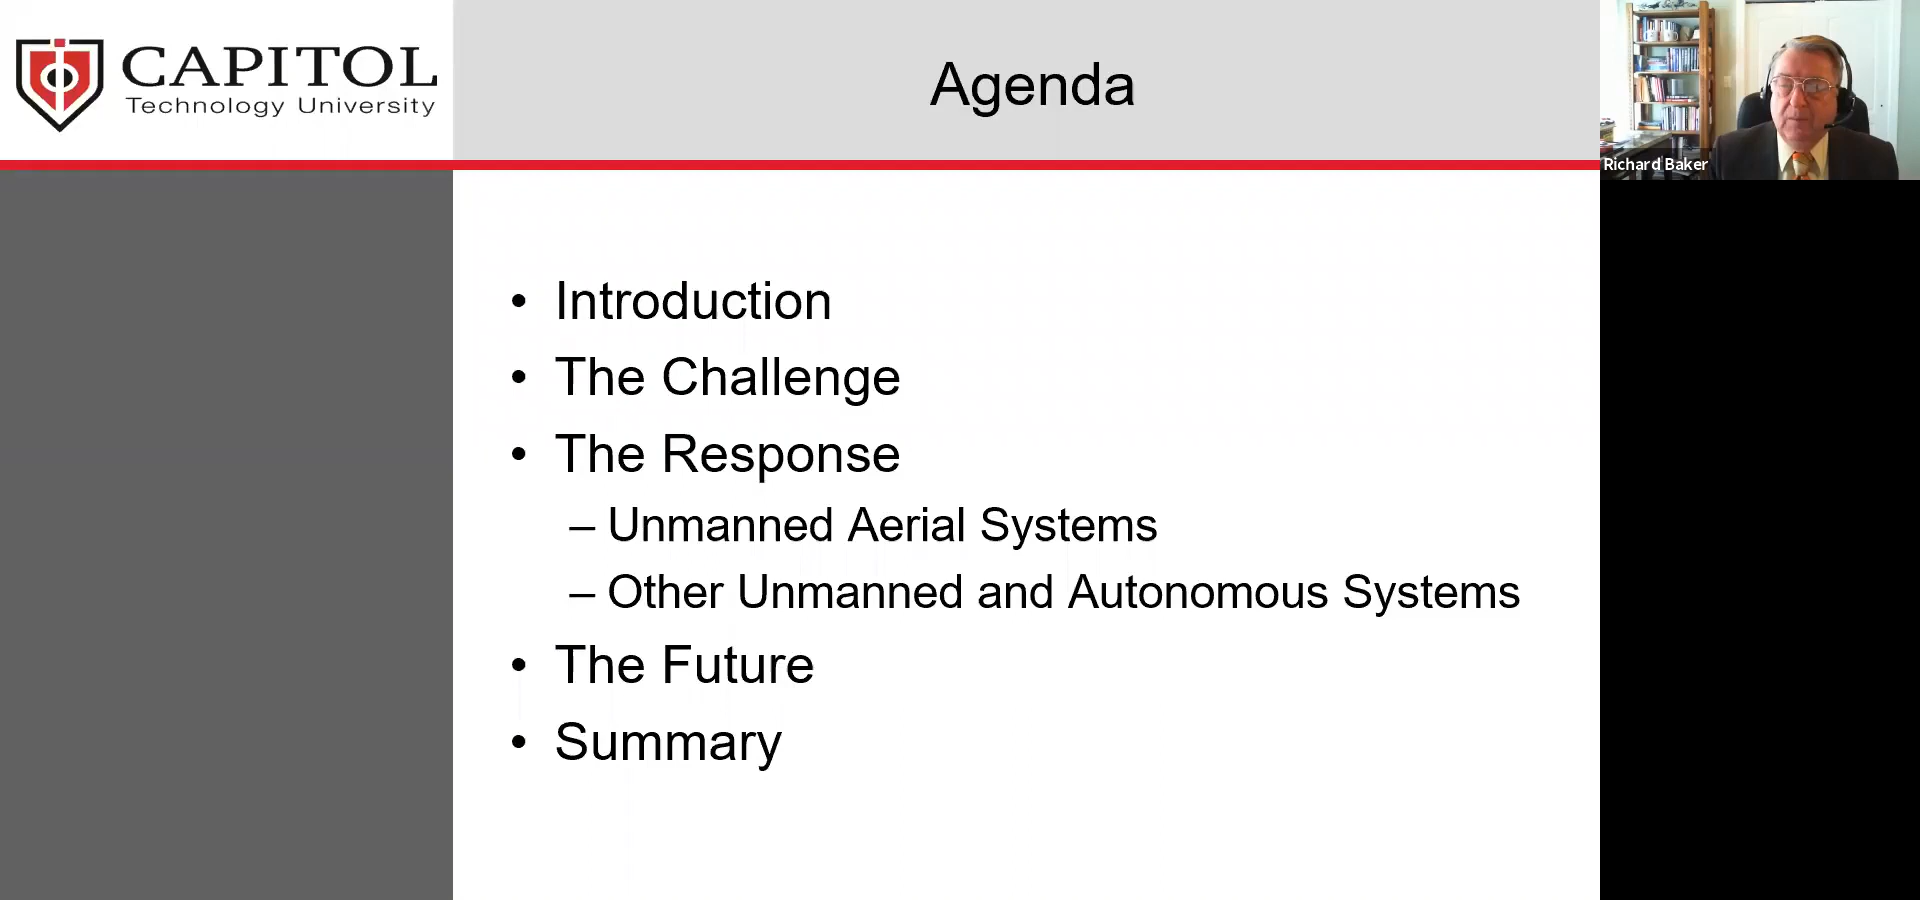 CAPITOL
Technology University
Agenda
Richard Baker
• Introduction
• The Challenge
• The Response
– Unmanned Aerial Systems
– Other Unmanned and Autonomous Systems
• The Future
• Summary